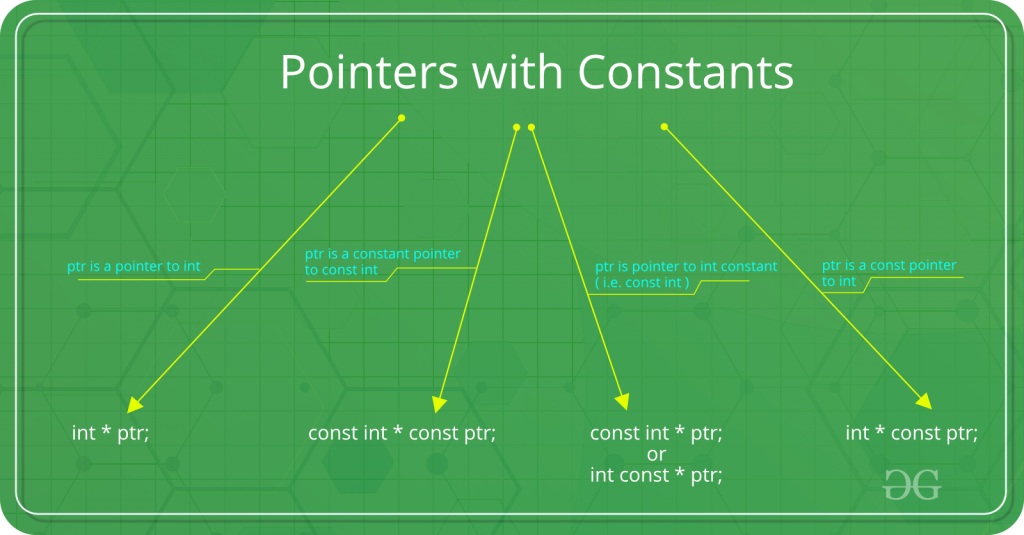 Pointers with Constants
ptr is a pointer to int
ptr is a constant pointer
to const int
ptr is pointer to int constant
( i.e. const int )
ptr is a const pointer
to int
int * ptr;
const int * const ptr;
const int * ptr;
or
int const * ptr;
int * const ptr;